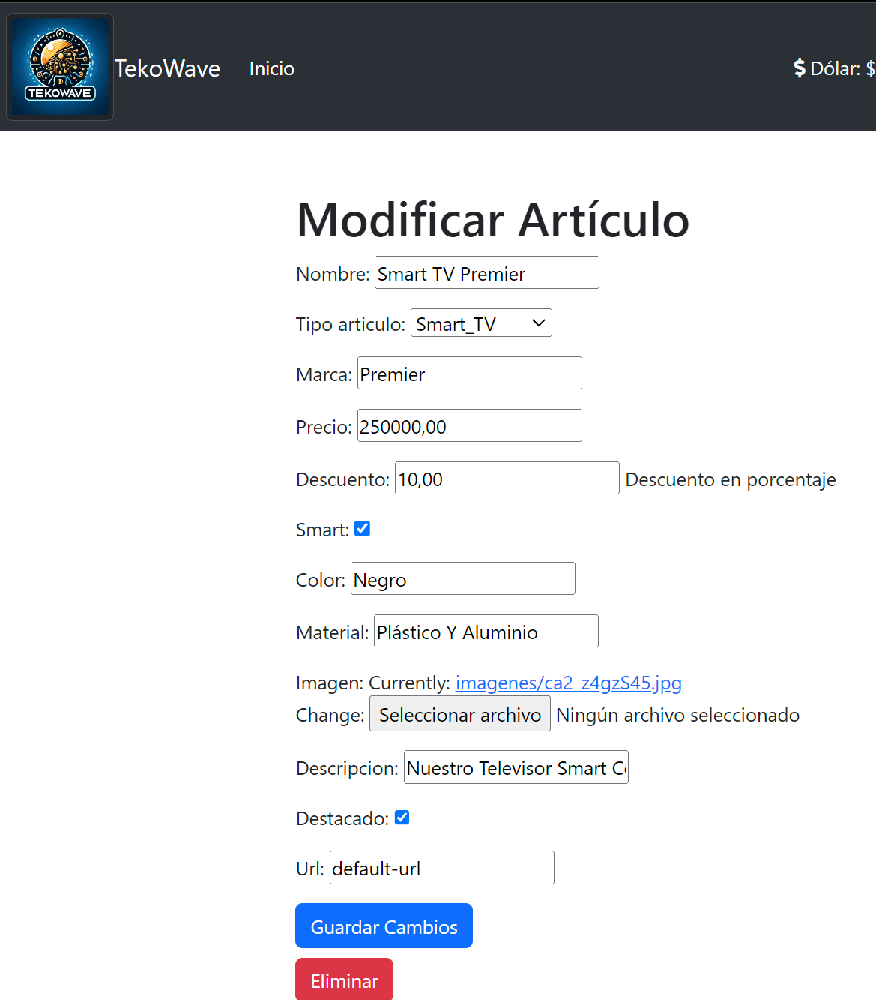 TEKOWAVE
TekoWave Inicio $ Dólar: $
Modificar Artículo
Nombre: Smart TV Premier
Tipo articulo: Smart_TV
Marca: Premier
Precio: 250000,00
Descuento: 10,00 Descuento en porcentaje
Smart:
Color: Negro
Material: Plástico Y Aluminio
Imagen: Currently: imagenes/ca2_z4gzS45.jpg
Change: Seleccionar archivo Ningún archivo seleccionado
Descripcion: Nuestro Televisor Smart
Destacado:
Url: default-url
Guardar Cambios
Eliminar